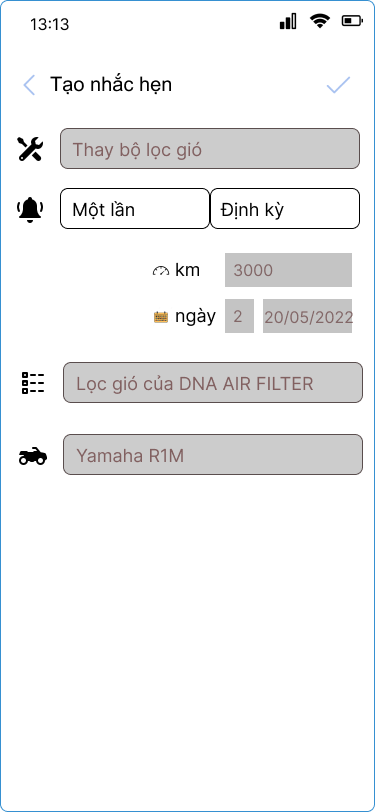 13:13
Tạo nhắc hẹn
Thay bộ lọc gió
Một lần Định kỳ
km 3000
ngày 2 20/05/2022
Lọc gió của DNA AIR FILTER
Yamaha R1M